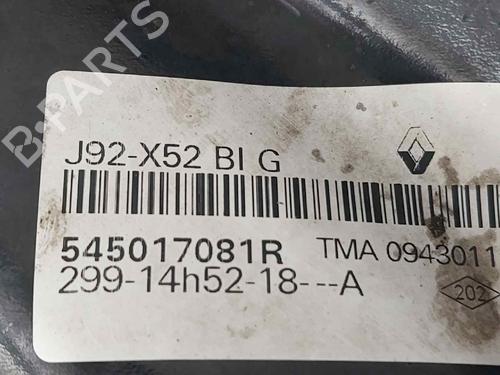 B-PARTS
J92-X52 BI G
545017081R TMA 0943011
299-14h52-18---A
202